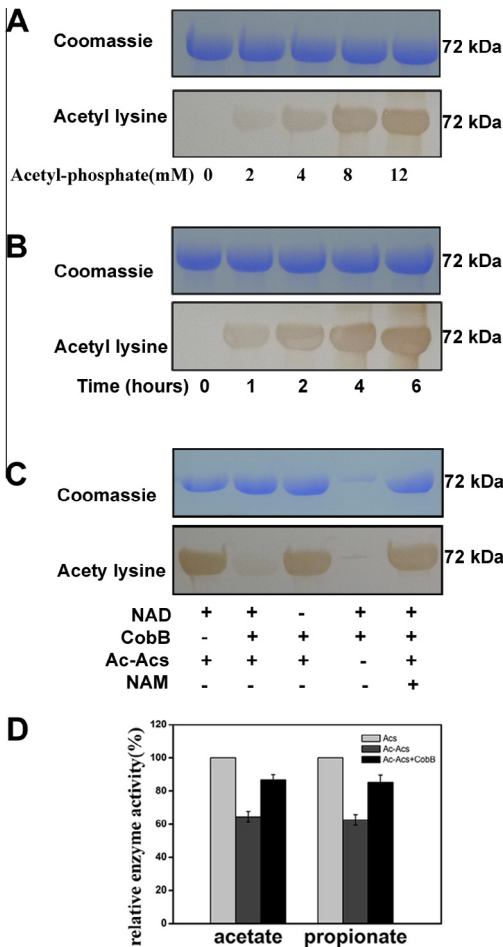 A
Coomassie
72 kDa
Acetyl lysine
72 kDa
Acetyl-phosphate(mM) 0 2 4 8 12
B
Coomassie
72 kDa
Acetyl lysine
72 kDa
Time (hours) 0 1 2 4 6
C
Coomassie
72 kDa
Acety lysine
72 kDa
NAD + + - + +
CobB - + + + +
Ac-Acs + + + - +
NAM - - - - +
D
relative enzyme activity(%)
120
100
80
60
40
20
0
Acs
Ac-Acs
Ac-Acs+CobB
acetate propionate